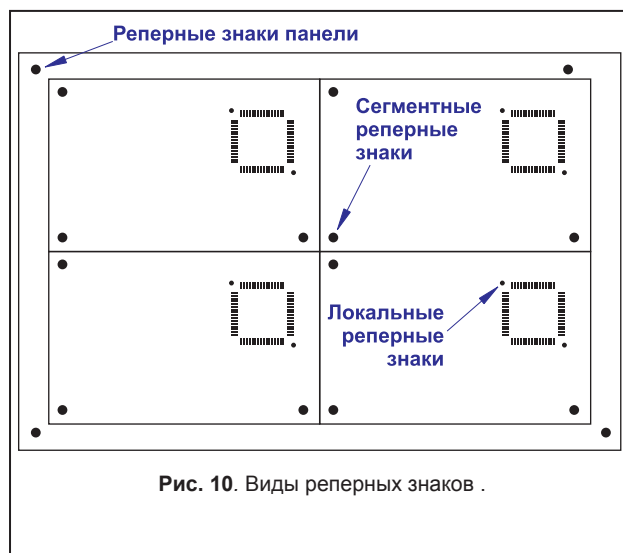 Реперные знаки панели
Сегментные
реперные
знаки
Локальные
реперные
знаки
Рис. 10. Виды реперных знаков .